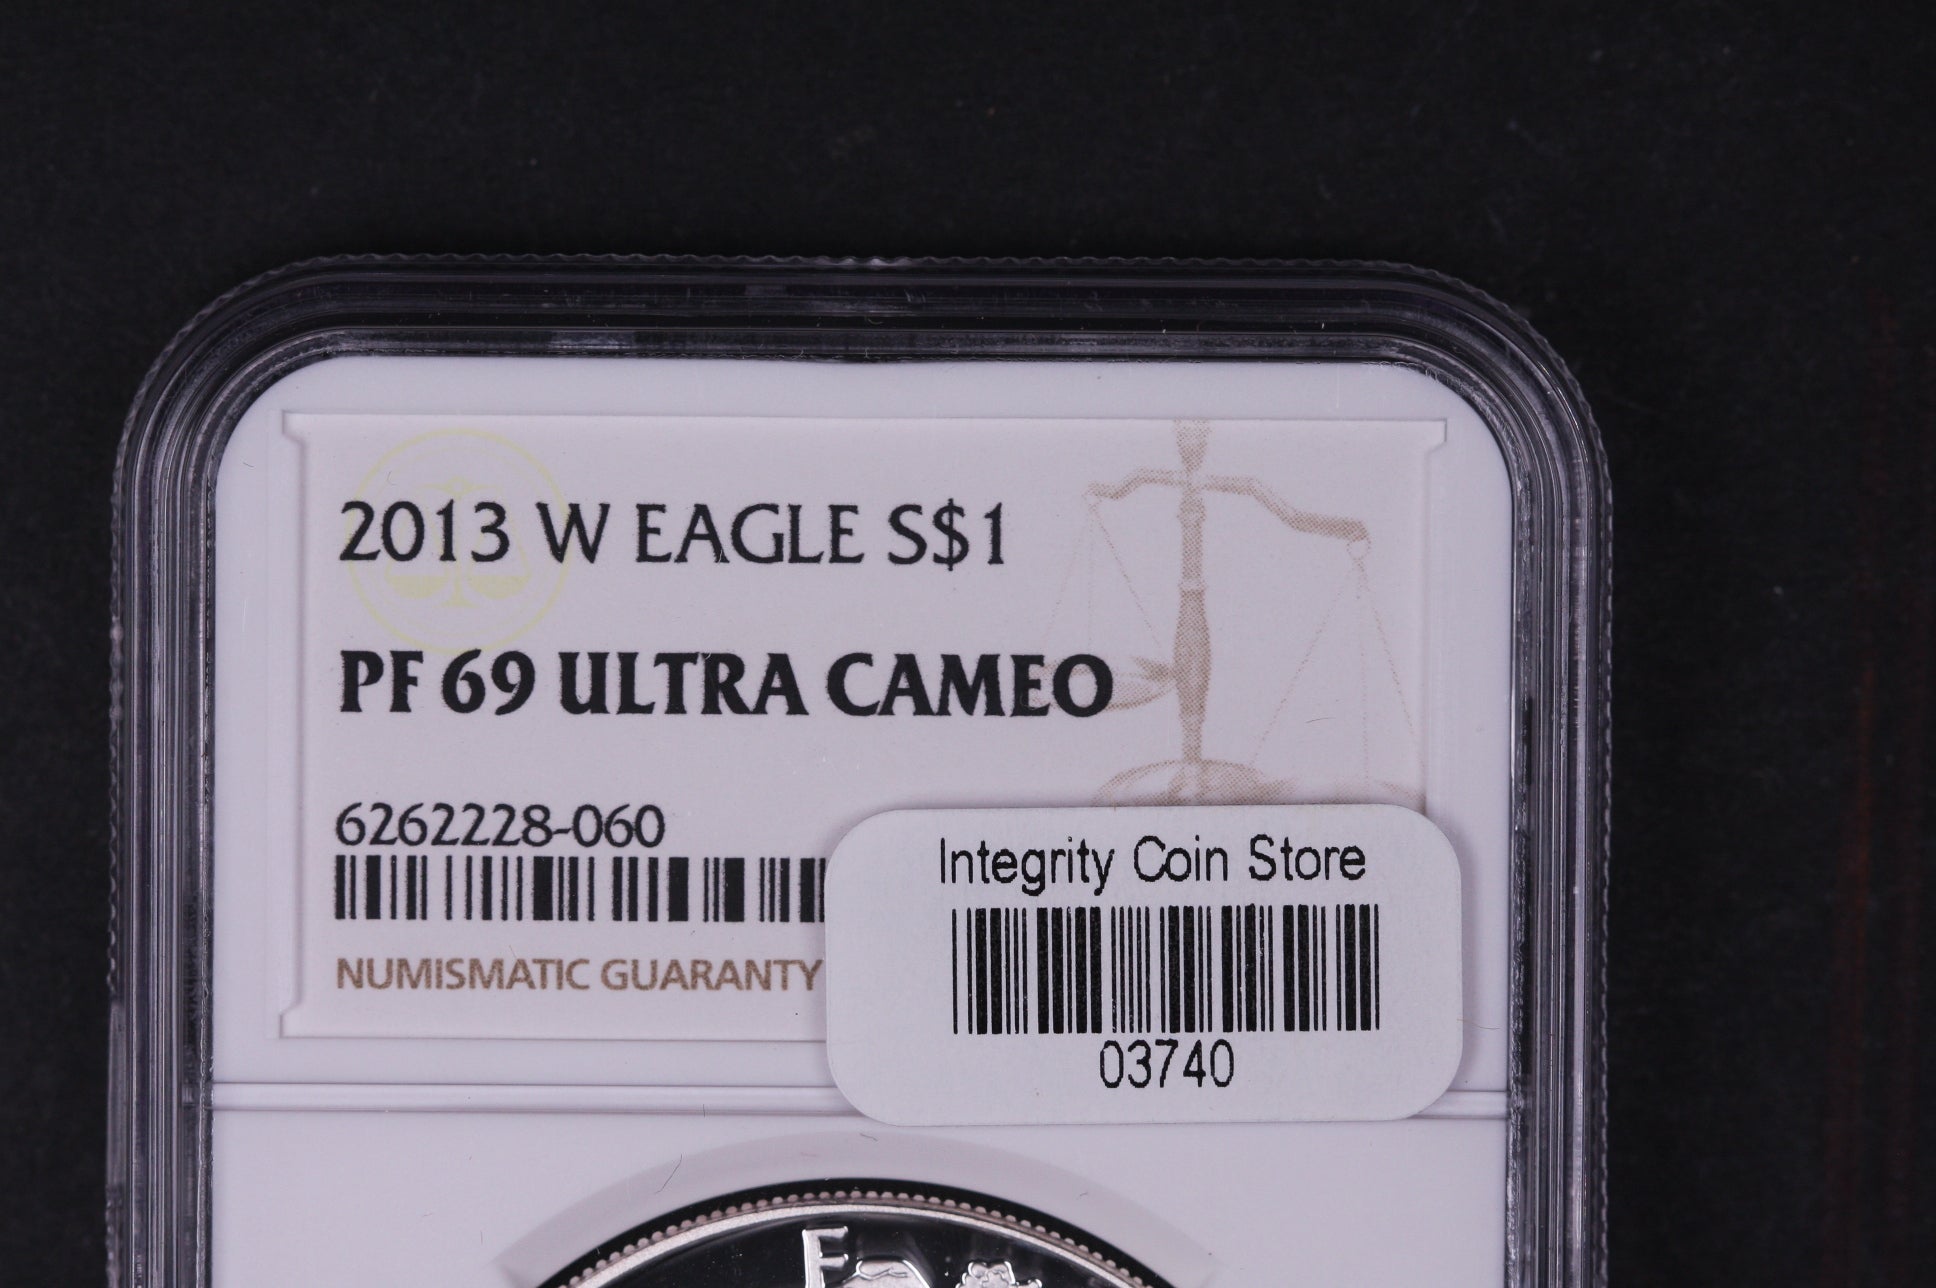 2013 W EAGLE S$1
PF 69 ULTRA CAMEO
6262228-060
NUMISMATIC GUARANTY
Integrity Coin Store
03740
E